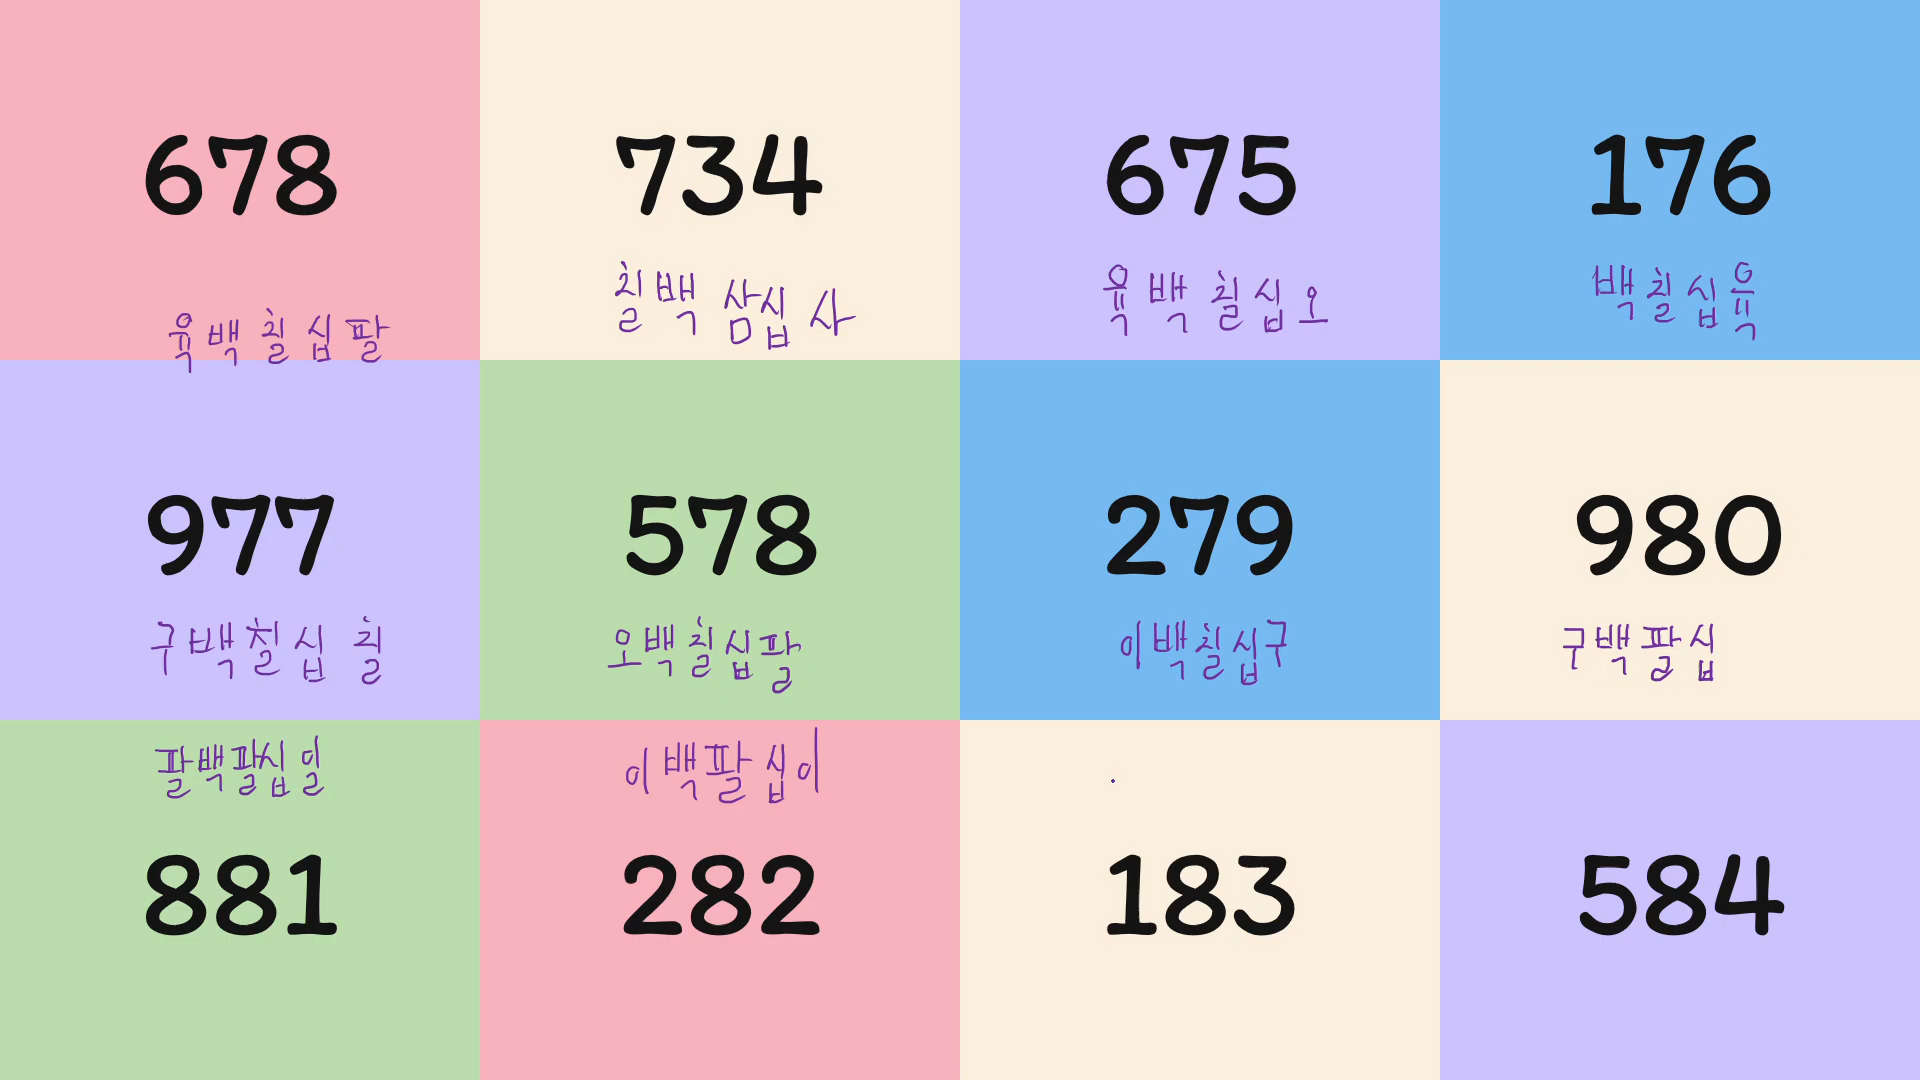 678
육백 칠십팔
734
칠백 삼십 사
675
육백 칠십오
176
백칠십육
977
구백칠십 칠
578
오백칠십팔
279
이백칠십구
980
구백팔십
팔백팔십일
881
이백팔십이
282
183
584